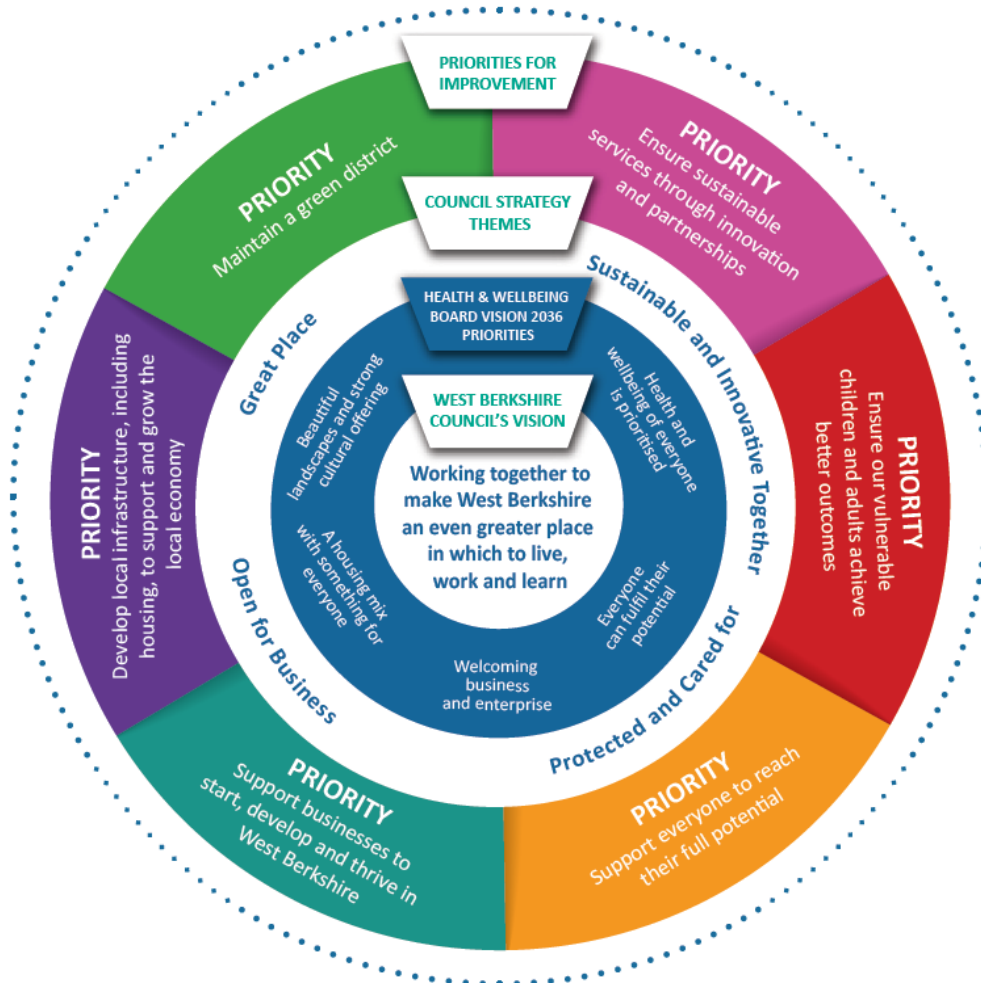 PRIORITIES FOR
IMPROVEMENT
PRIORITY
Maintain a green district
PRIORITY
Ensure sustainable
services through innovation
and partnerships
PRIORITY
Ensure our vulnerable
children and adults achieve
better outcomes
PRIORITY
Support everyone to reach
their full potential
PRIORITY
Support businesses to
start, develop and thrive in
West Berkshire
PRIORITY
Develop local infrastructure, including
housing, to support and grow the
local economy
COUNCIL STRATEGY
THEMES
Great Place
Sustainable and Innovative Together
Protected and Cared for
Open for Business
HEALTH & WELLBEING
BOARD VISION 2036
PRIORITIES
Beautiful
landscapes and strong
cultural offering
Health and
wellbeing of everyone
is prioritised
Everyone
can fulfil their
potential
Welcoming
business
and enterprise
A housing mix
with something for
everyone
WEST BERKSHIRE
COUNCIL'S VISION
Working together to
make West Berkshire
an even greater place
in which to live,
work and learn